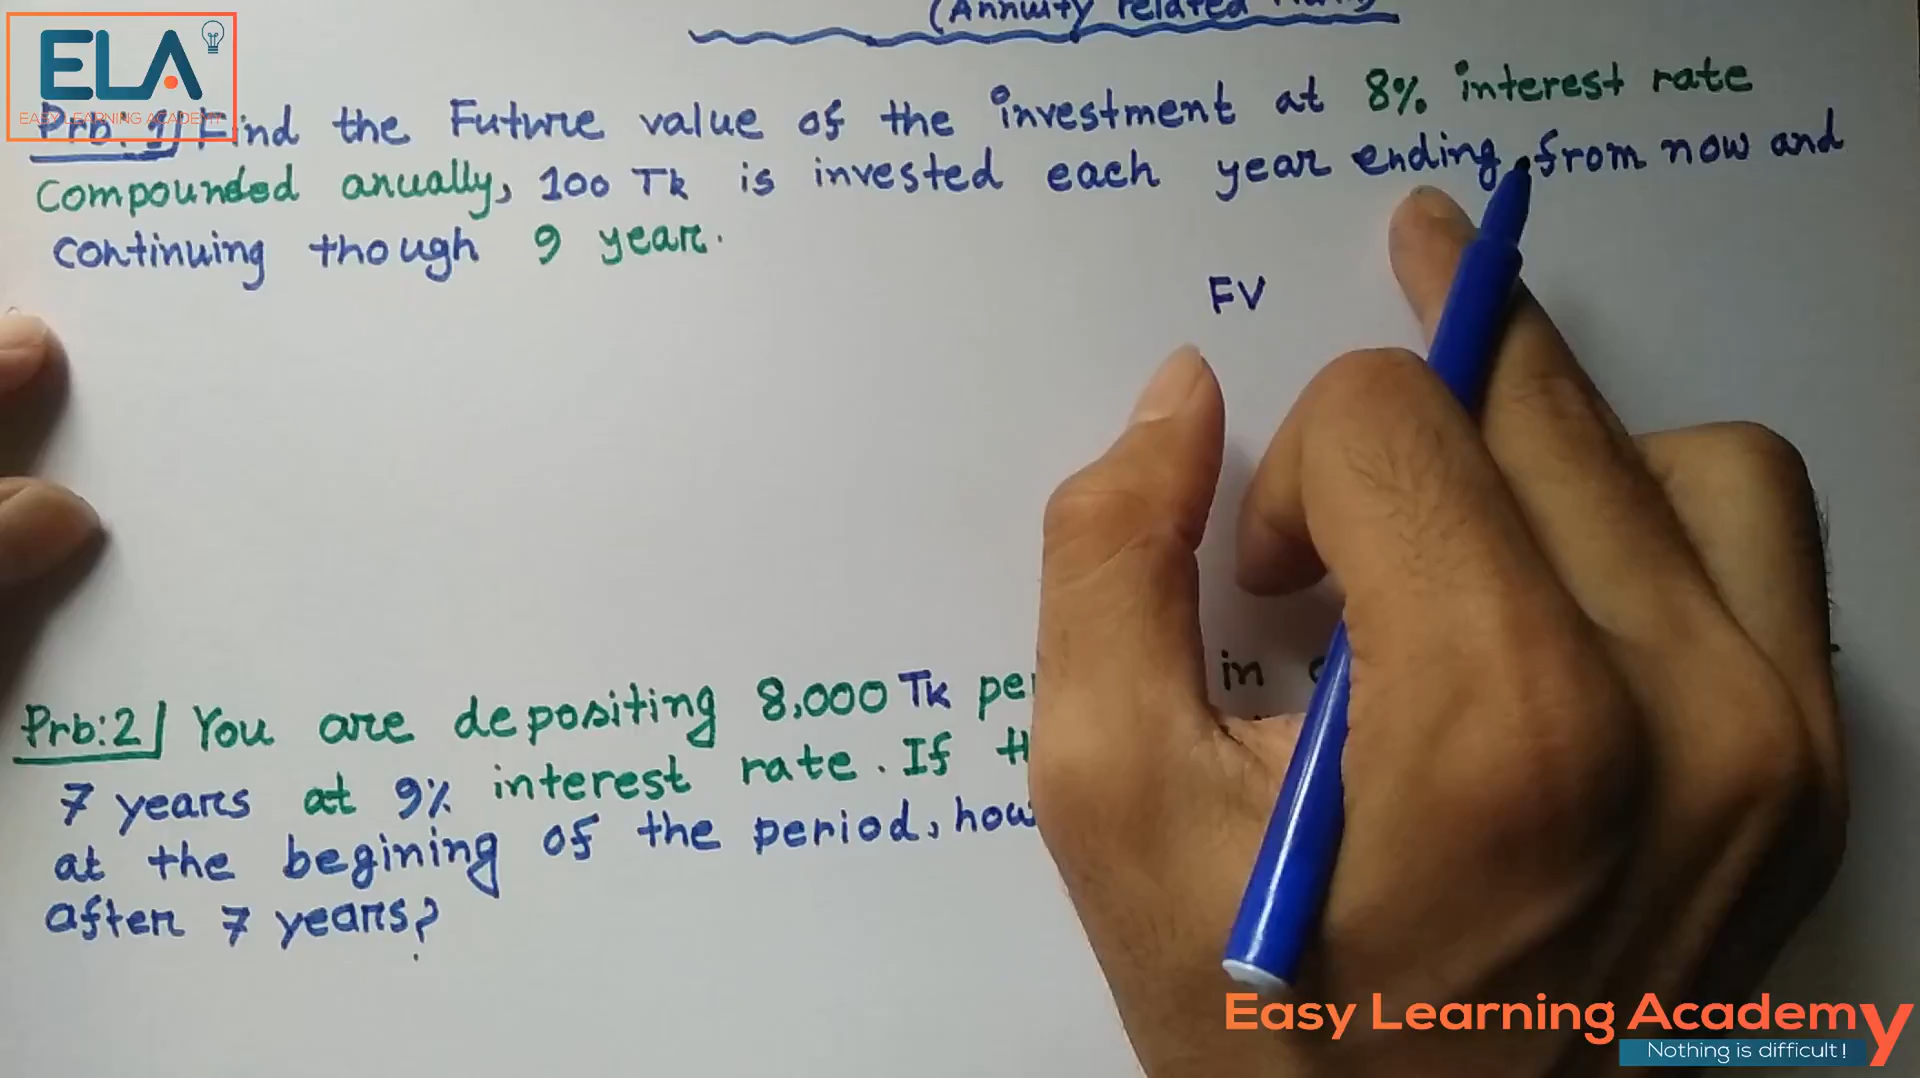 (Annuity related
ELA
EASY LEARNING ACADEMY
Prb: 1) Find the Future value of the investment at 8% interest rate
compounded anually, 100 Tk is invested each year ending from now and
continuing though 9 year.
FV
Prb:2) You are depositing 8,000 Tk in
7 years at 9% interest rate. If
at the begining of the period, how
after 7 years?
Easy Learning Academy
Nothing is difficult!